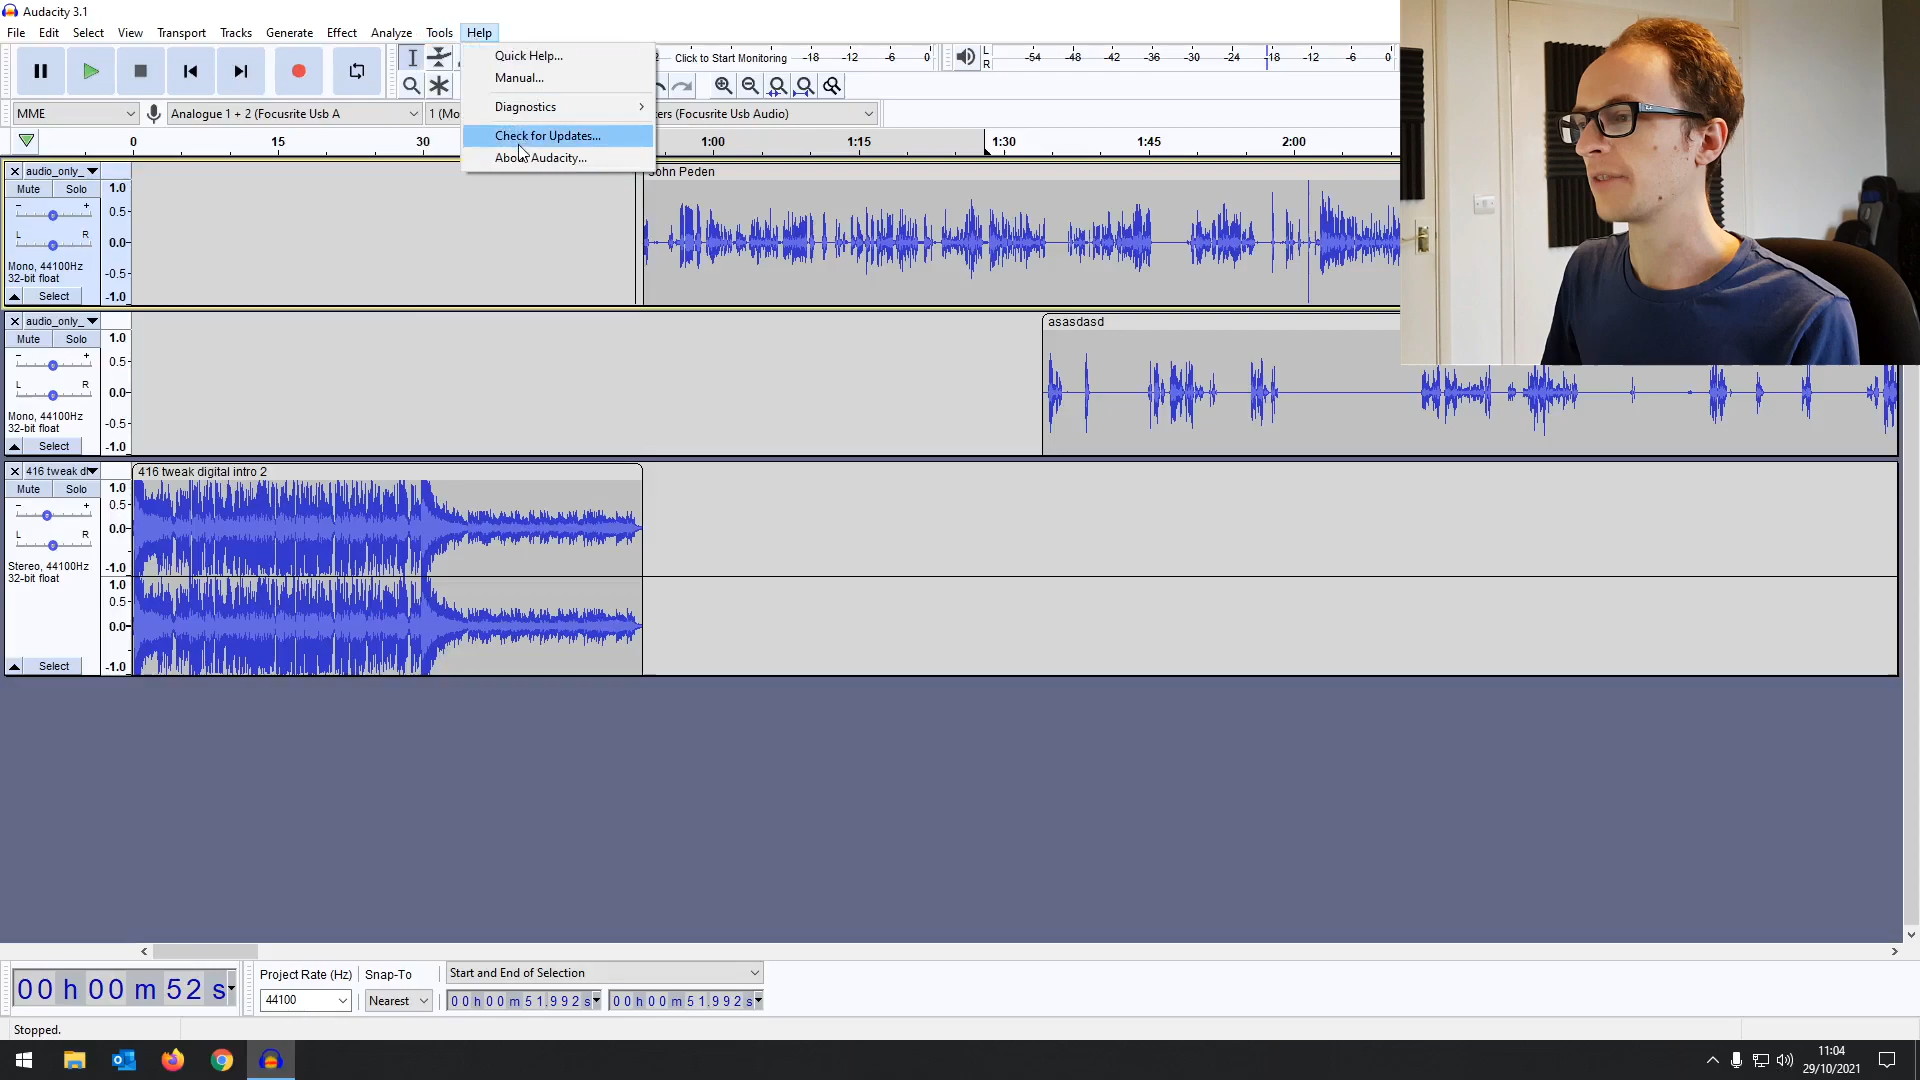 Audacity 3.1
File Edit Select View Transport Tracks Generate Effect Analyze Tools Help
Quick Help...
Manual...
Diagnostics
Check for Updates...
About Audacity...
Click to Start Monitoring -18 -12 -6 0
L
R
-54 -48 -42 -36 -30 -24 -18 -12 -6 0
MME
Analogue 1 + 2 (Focusrite Usb A
1 (Mo
ers (Focusrite Usb Audio)
0 15 30 1:00 1:15 1:30 1:45 2:00
audio_only_
Mute Solo
- +
L R
Mono, 44100Hz
32-bit float
Select
1.0
0.5
0.0
-0.5
-1.0
John Peden
audio_only_
Mute Solo
- +
L R
Mono, 44100Hz
32-bit float
Select
1.0
0.5
0.0
-0.5
-1.0
asasdasd
416 tweak di
Mute Solo
- +
L R
Stereo, 44100Hz
32-bit float
Select
1.0
0.5
0.0
-1.0
1.0
0.5
0.0
-1.0
416 tweak digital intro 2
00 h 00 m 52 s
Project Rate (Hz)
44100
Snap-To
Nearest
Start and End of Selection
00 h 00 m 51.992 s
00 h 00 m 51.992 s
Stopped.
11:04
29/10/2021